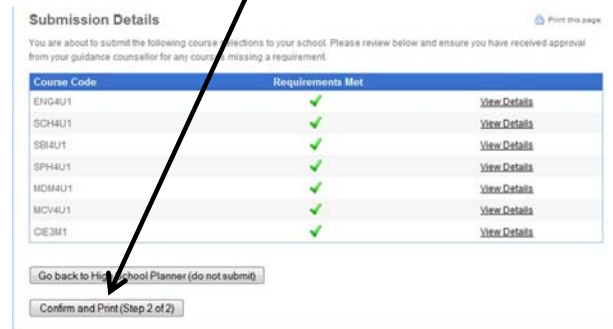 Submission Details
Print this page
You are about to submit the following course selections to your school. Please review below and ensure you have received approval
from your guidance counsellor for any courses missing a requirement.
Course Code Requirements Met
ENG4U1 View Details
SCH4U1 View Details
SBI4U1 View Details
SPH4U1 View Details
MDM4U1 View Details
MCV4U1 View Details
CIE3M1 View Details
Go back to High School Planner (do not submit)
Confirm and Print (Step 2 of 2)